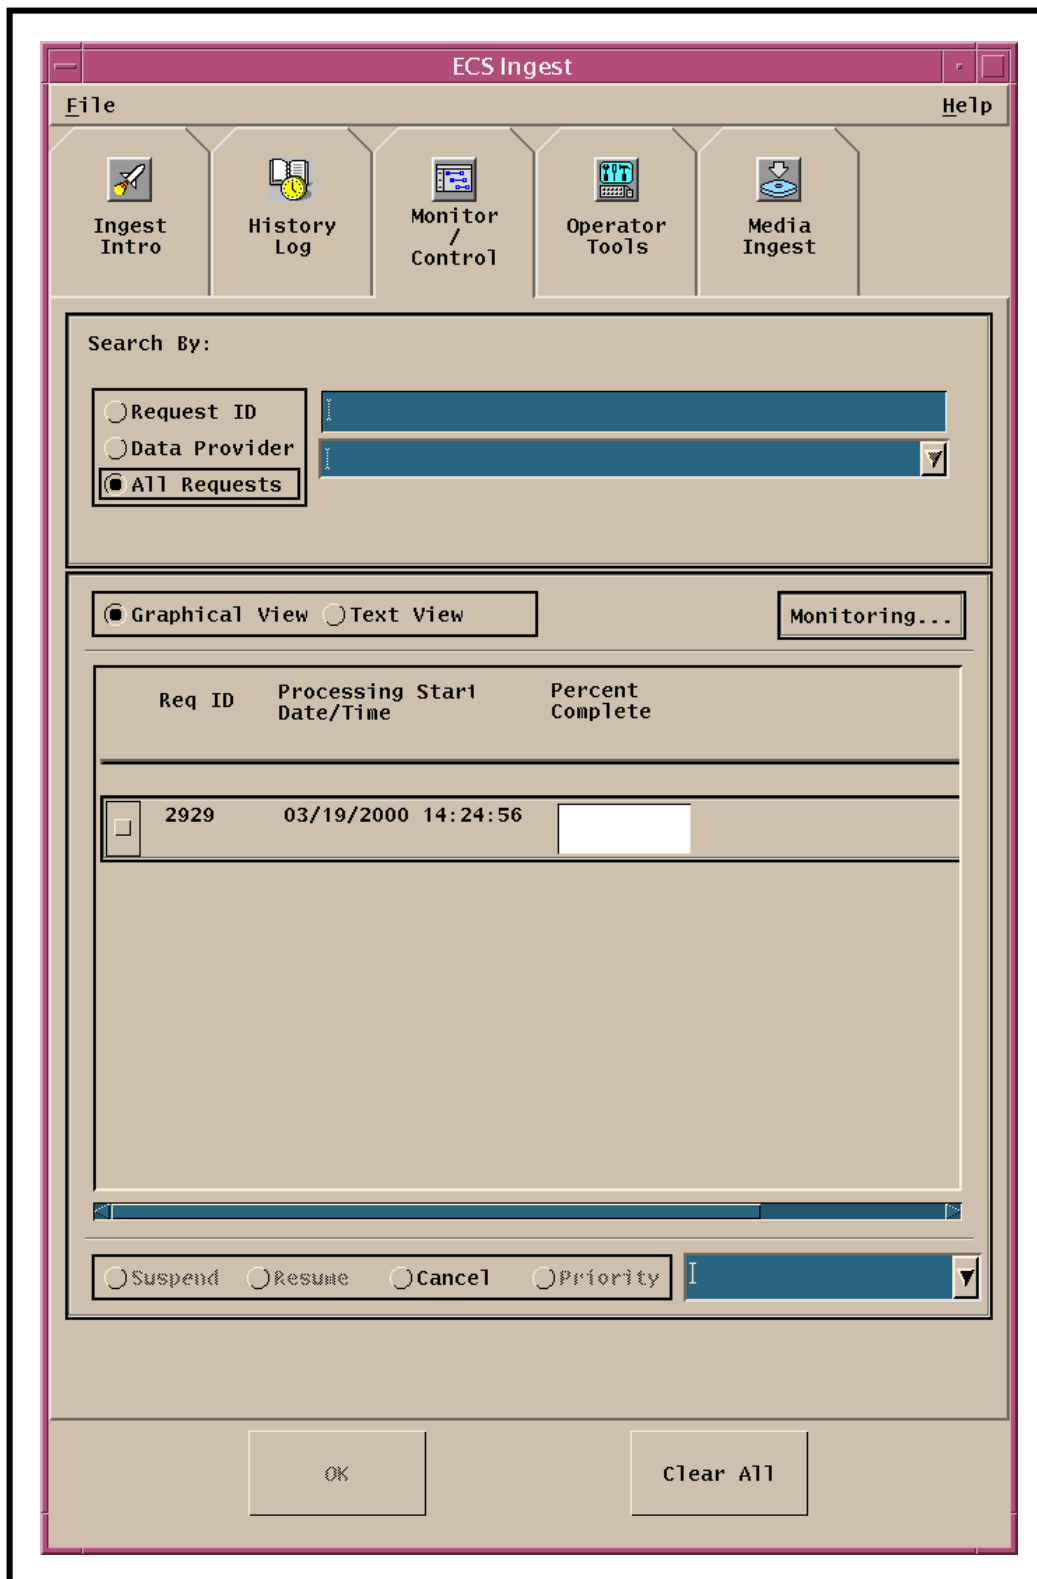 ECS Ingest
File Help
Ingest
Intro
History
Log
Monitor
/
Control
Operator
Tools
Media
Ingest
Search By:
Request ID
Data Provider
All Requests
Graphical View Text View
Monitoring...
Req ID
Processing Start
Date/Time
Percent
Complete
2929 03/19/2000 14:24:56
Suspend Resume Cancel Priority
OK Clear All